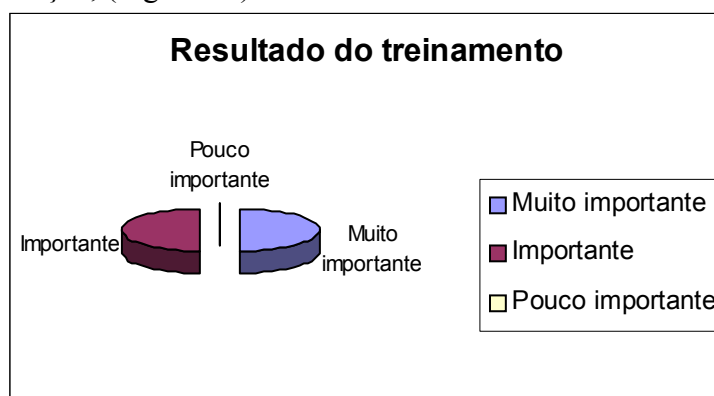 Resultado do treinamento
Pouco
importante
Importante
Muito
importante
Muito importante
Importante
Pouco importante